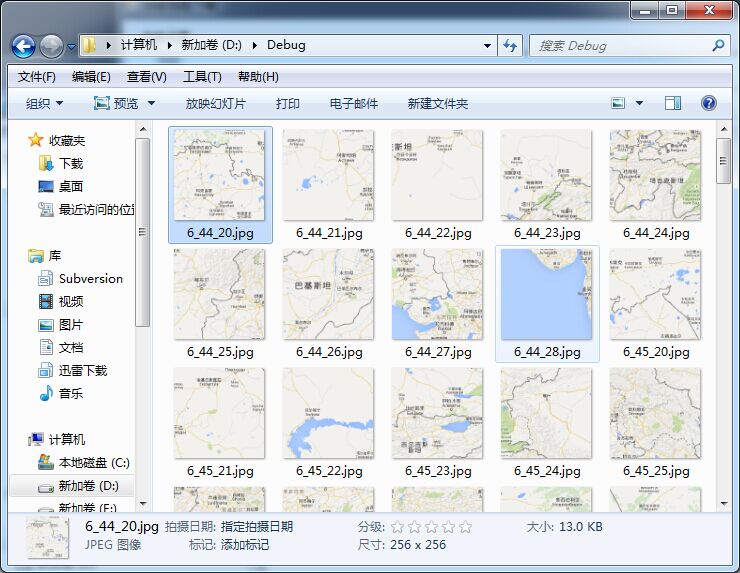 计算机 新加卷 (D:) Debug
搜索 Debug
文件(F) 编辑(E) 查看(V) 工具(T) 帮助(H)
组织 预览 放映幻灯片 打印 电子邮件 新建文件夹
收藏夹
下载
桌面
最近访问的位
库
Subversion
视频
图片
文档
迅雷下载
音乐
计算机
本地磁盘 (C:)
新加卷 (D:)
新加卷 (E:)
6_44_20.jpg 6_44_21.jpg 6_44_22.jpg 6_44_23.jpg 6_44_24.jpg
斯坦
巴基斯坦
6_44_25.jpg 6_44_26.jpg 6_44_27.jpg 6_44_28.jpg 6_45_20.jpg
6_45_21.jpg 6_45_22.jpg 6_45_23.jpg 6_45_24.jpg 6_45_25.jpg
6_44_20.jpg 拍摄日期: 指定拍摄日期 分级: 大小: 13.0 KB
JPEG 图像 标记: 添加标记 尺寸: 256 x 256